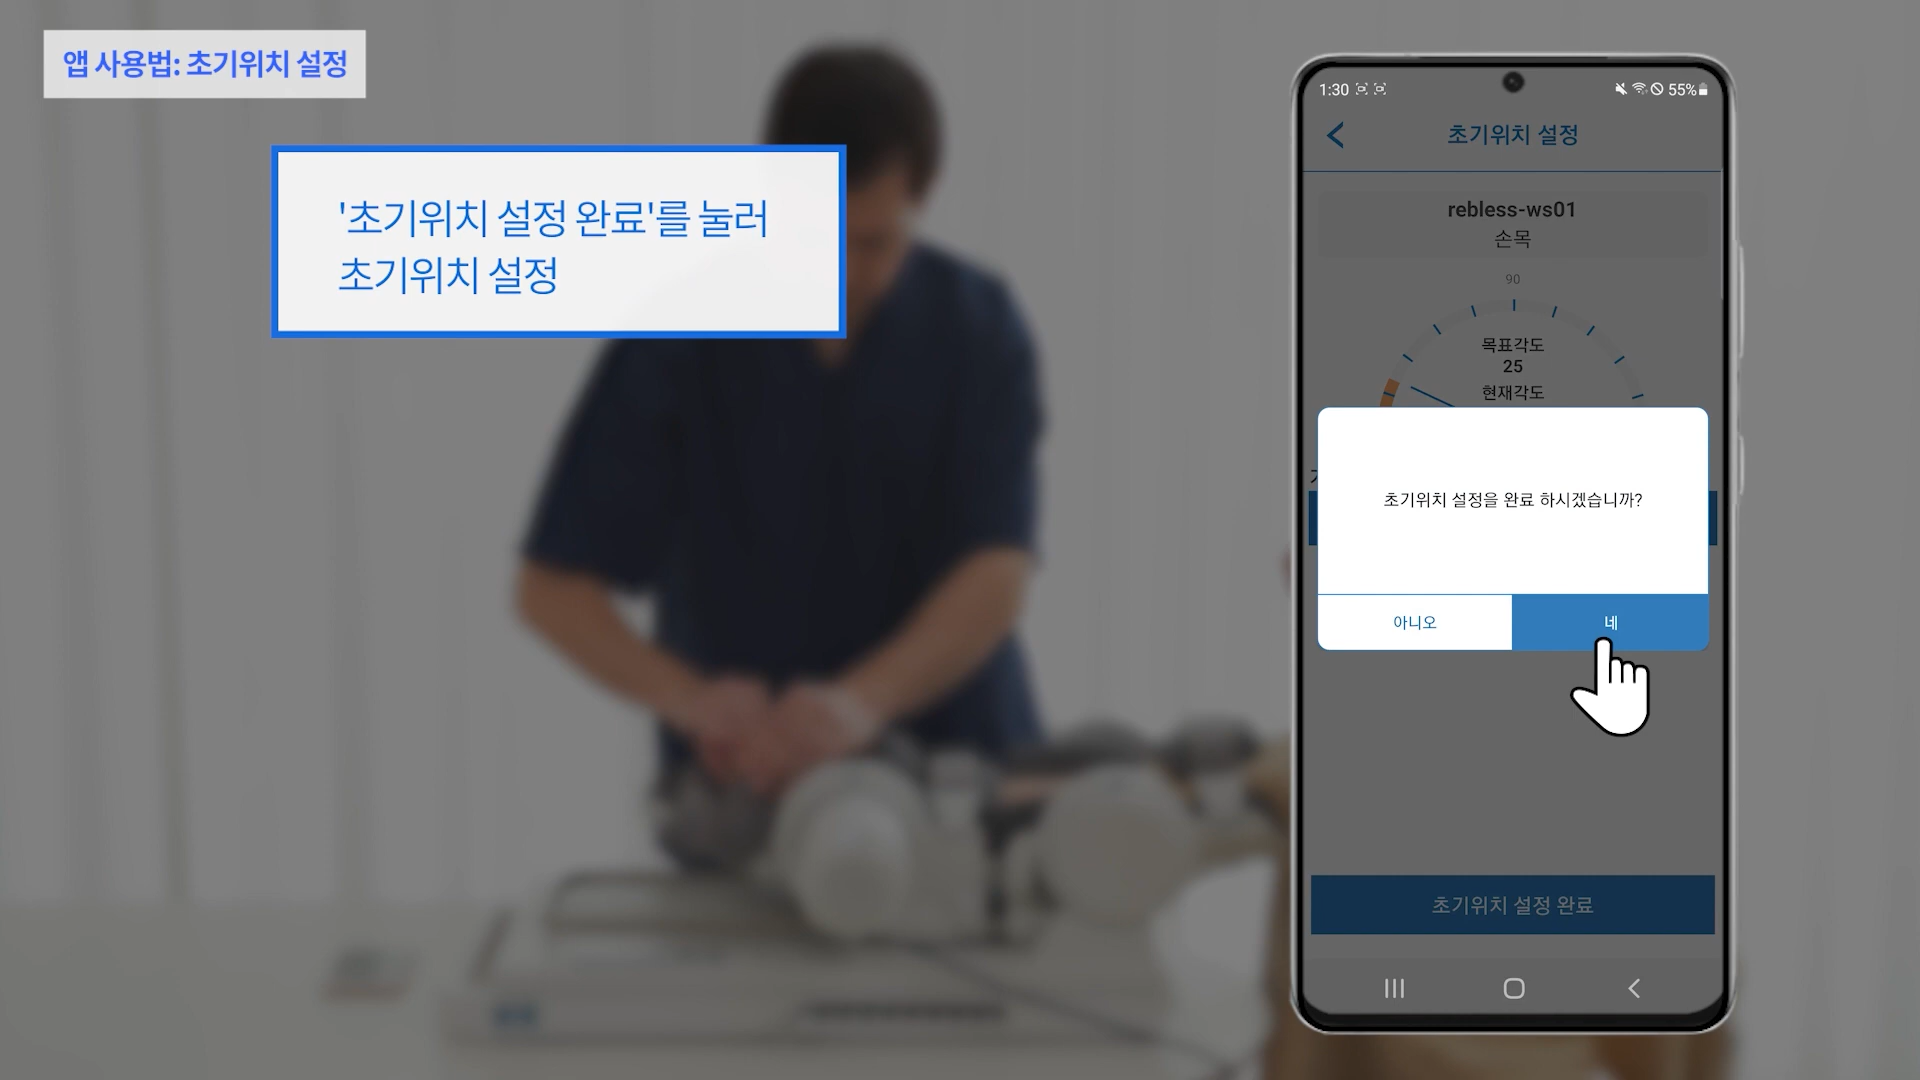 앱 사용법: 초기위치 설정
'초기위치 설정 완료'를 눌러
초기위치 설정
1:30
55%
초기위치 설정
rebless-ws01
손목
90
목표각도
25
현재각도
초기위치 설정을 완료 하시겠습니까?
아니오
네
초기위치 설정 완료